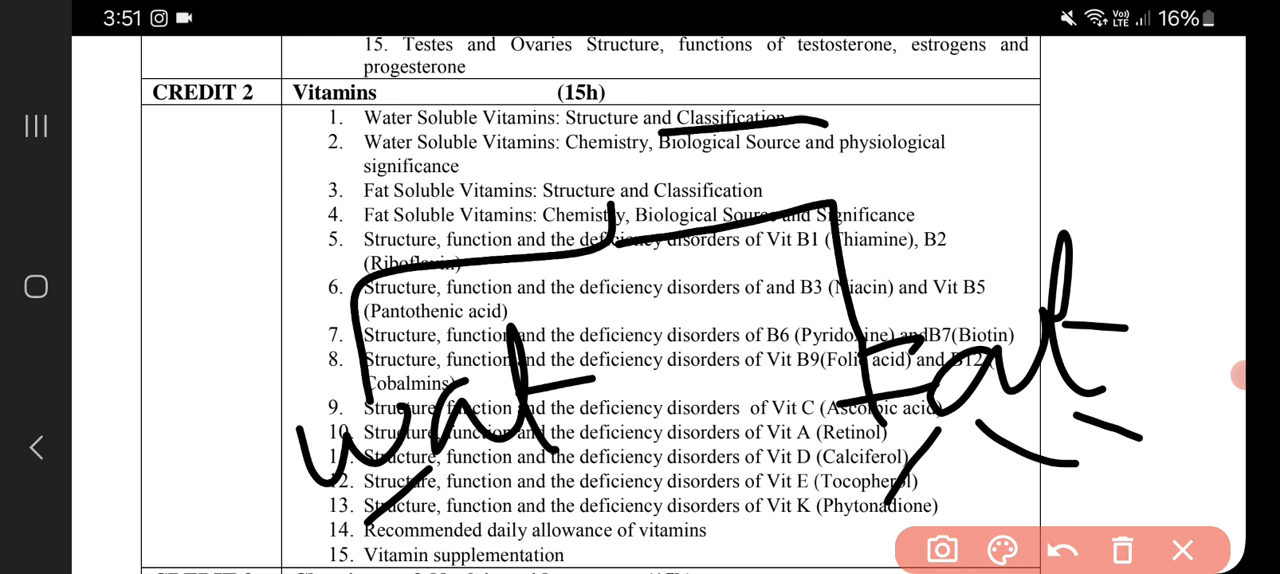 3:51 Vo) LTE 16%
15. Testes and Ovaries Structure, functions of testosterone, estrogens and
progesterone
CREDIT 2 Vitamins (15h)
1. Water Soluble Vitamins: Structure and Classification
2. Water Soluble Vitamins: Chemistry, Biological Source and physiological
significance
3. Fat Soluble Vitamins: Structure and Classification
4. Fat Soluble Vitamins: Chemistry, Biological Source and Significance
5. Structure, function and the deficiency disorders of Vit B1 (Thiamine), B2
(Riboflavin)
6. Structure, function and the deficiency disorders of and B3 (Niacin) and Vit B5
(Pantothenic acid)
7. Structure, function and the deficiency disorders of B6 (Pyridoxine) andB7(Biotin)
8. Structure, function and the deficiency disorders of Vit B9(Folic acid) and B12 (
Cobalmins)
9. Structure, function and the deficiency disorders of Vit C (Ascorbic acid)
10. Structure, function and the deficiency disorders of Vit A (Retinol)
11. Structure, function and the deficiency disorders of Vit D (Calciferol)
12. Structure, function and the deficiency disorders of Vit E (Tocopherol)
13. Structure, function and the deficiency disorders of Vit K (Phytonadione)
14. Recommended daily allowance of vitamins
15. Vitamin supplementation
wat
Fat